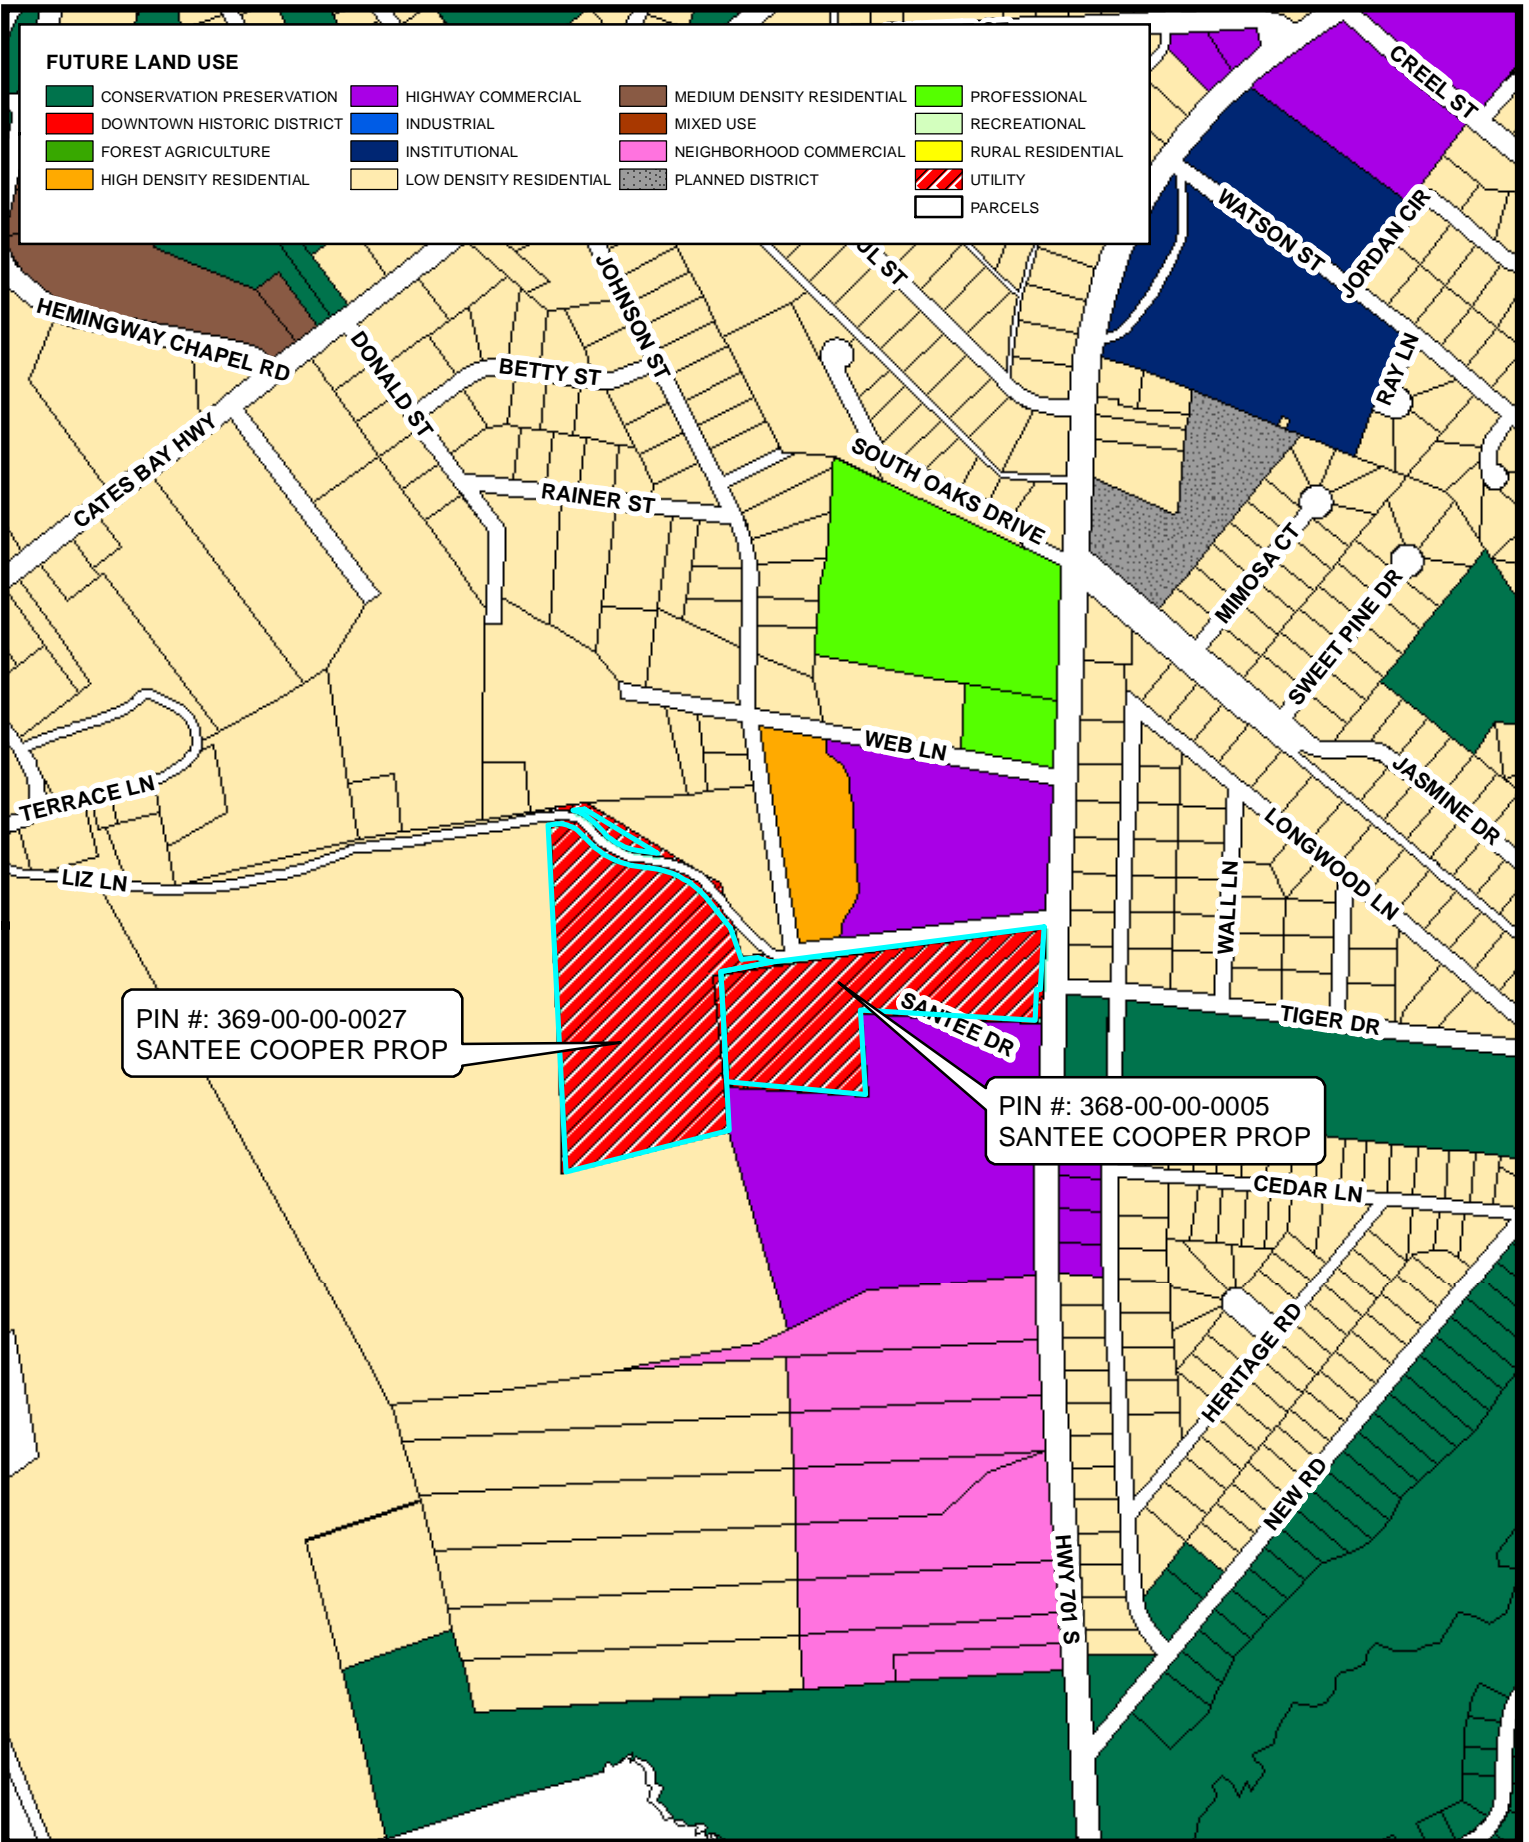 FUTURE LAND USE
CONSERVATION PRESERVATION
HIGHWAY COMMERCIAL
MEDIUM DENSITY RESIDENTIAL
PROFESSIONAL
DOWNTOWN HISTORIC DISTRICT
INDUSTRIAL
MIXED USE
RECREATIONAL
FOREST AGRICULTURE
INSTITUTIONAL
NEIGHBORHOOD COMMERCIAL
RURAL RESIDENTIAL
HIGH DENSITY RESIDENTIAL
LOW DENSITY RESIDENTIAL
PLANNED DISTRICT
UTILITY
PARCELS
CREEL ST
WATSON ST
JORDAN CIR
RAY LN
UL ST
JOHNSON ST
HEMINGWAY CHAPEL RD
DONALD ST
BETTY ST
CATES BAY HWY
RAINER ST
SOUTH OAKS DRIVE
MIMOSA CT
SWEET PINE DR
WEB LN
JASMINE DR
TERRACE LN
LONGWOOD LN
LIZ LN
WALL LN
SANTEE DR
TIGER DR
PIN #: 369-00-00-0027
SANTEE COOPER PROP
PIN #: 368-00-00-0005
SANTEE COOPER PROP
CEDAR LN
HERITAGE RD
NEW RD
HWY 701 S